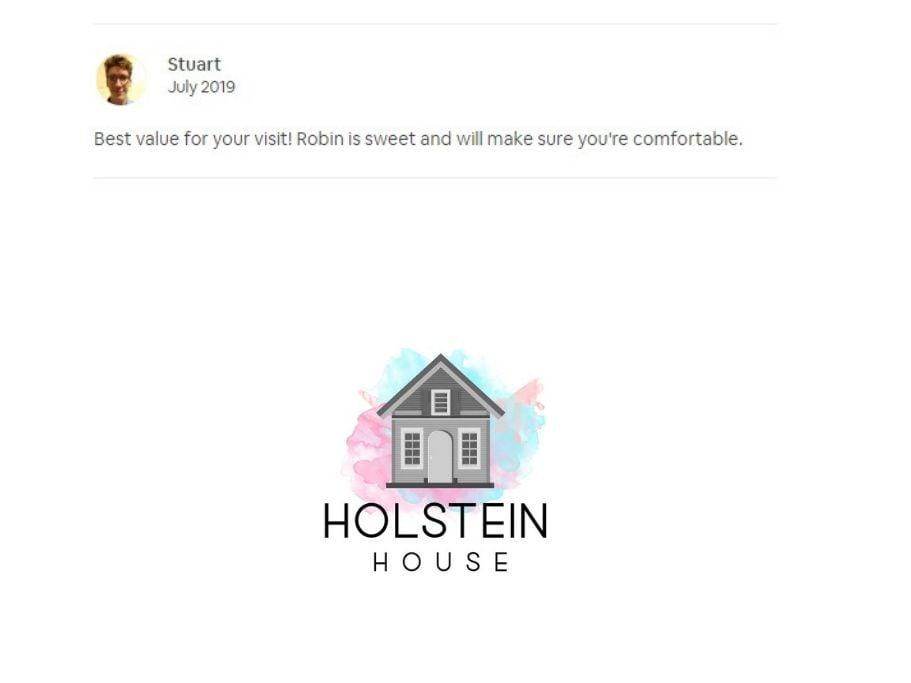 Stuart
July 2019
Best value for your visit! Robin is sweet and will make sure you're comfortable.
HOLSTEIN
HOUSE